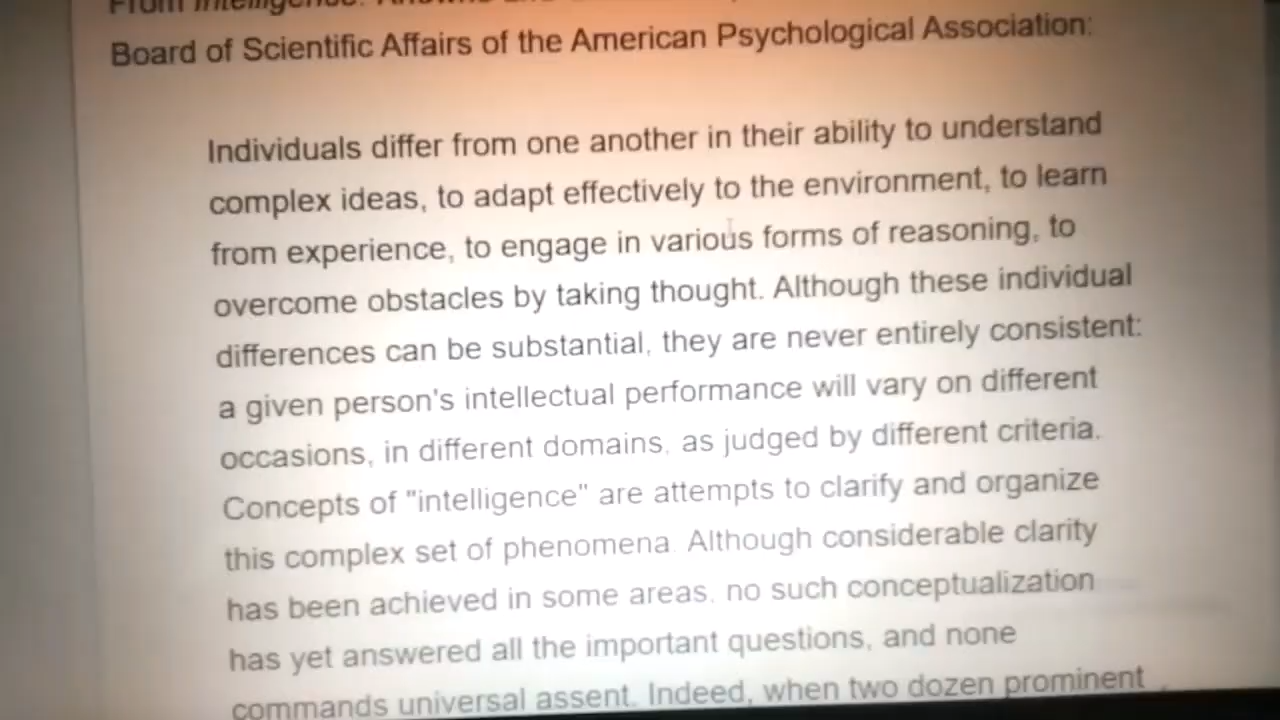 From Intelligence:
Board of Scientific Affairs of the American Psychological Association:
Individuals differ from one another in their ability to understand
complex ideas, to adapt effectively to the environment, to learn
from experience, to engage in various forms of reasoning, to
overcome obstacles by taking thought. Although these individual
differences can be substantial, they are never entirely consistent:
a given person's intellectual performance will vary on different
occasions, in different domains, as judged by different criteria.
Concepts of "intelligence" are attempts to clarify and organize
this complex set of phenomena. Although considerable clarity
has been achieved in some areas, no such conceptualization
has yet answered all the important questions, and none
commands universal assent. Indeed, when two dozen prominent